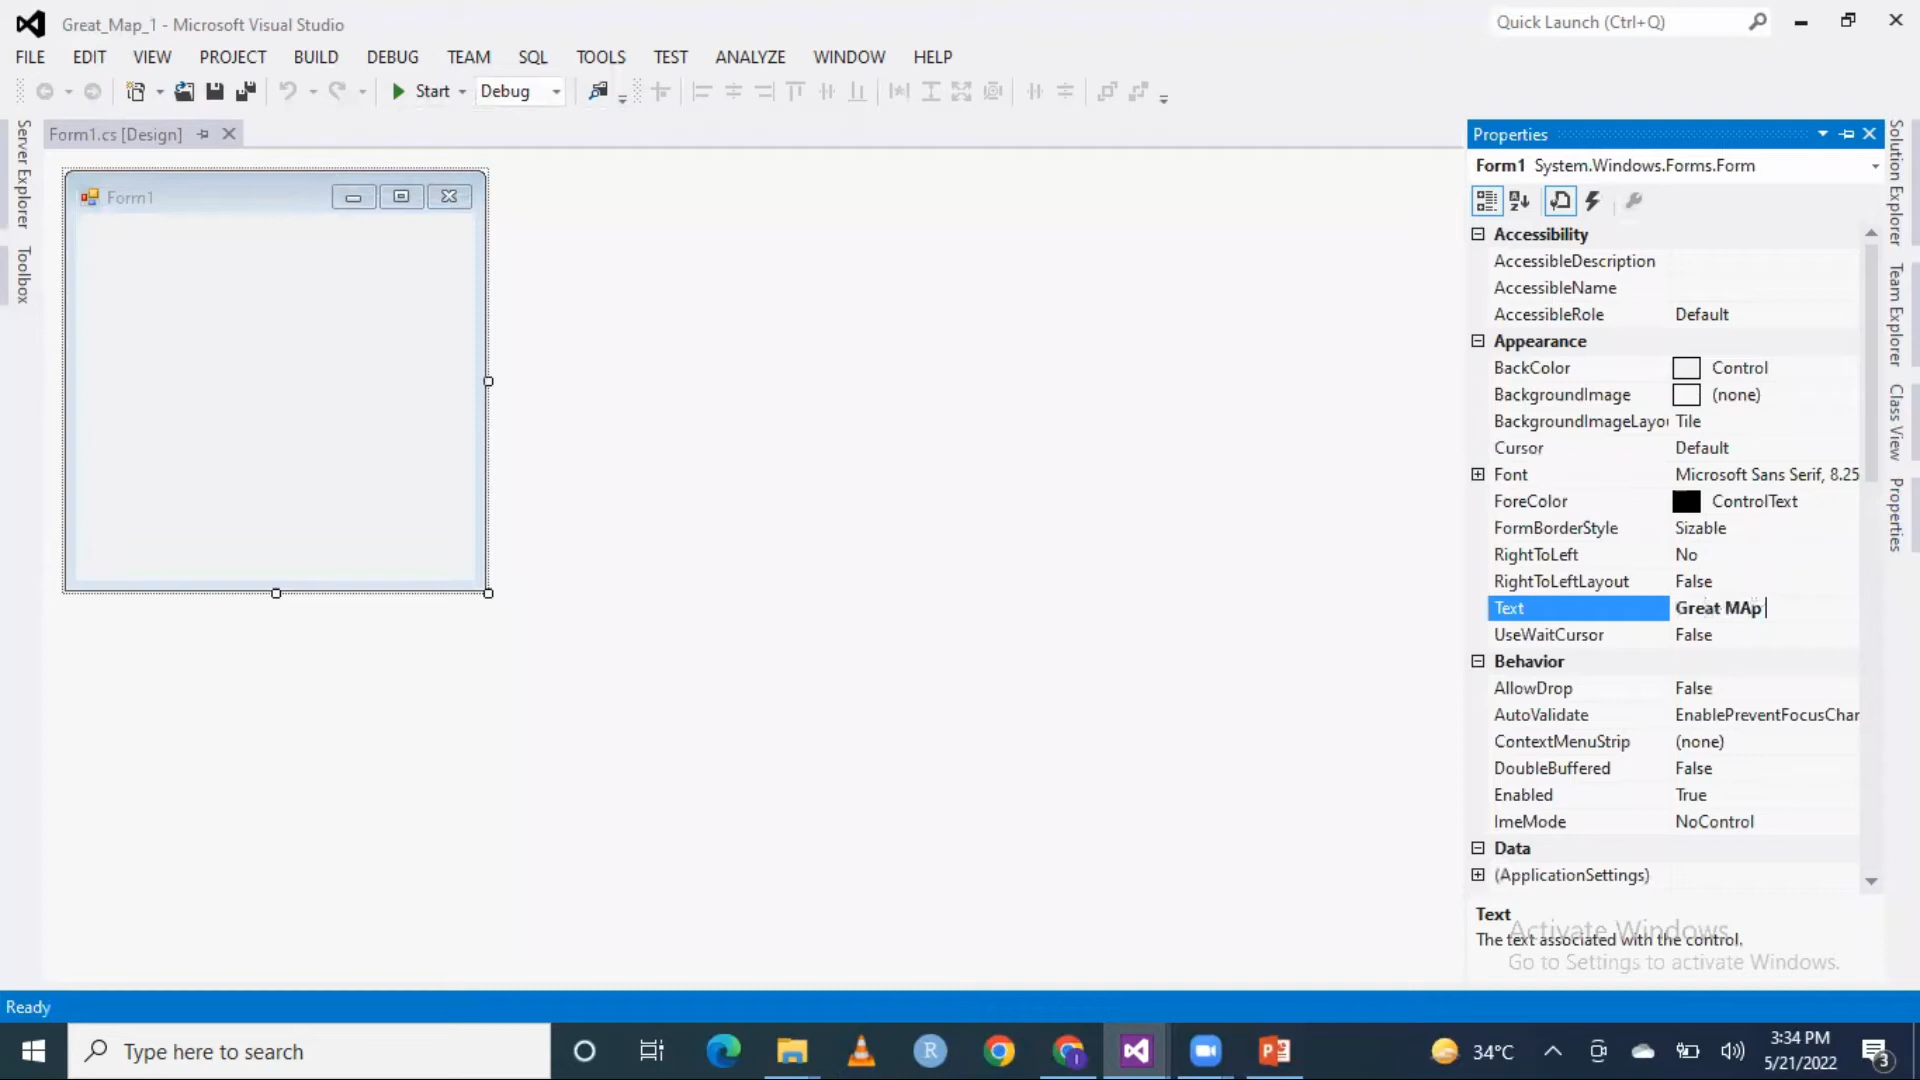 Great_Map_1 - Microsoft Visual Studio
Quick Launch (Ctrl+Q)
FILE EDIT VIEW PROJECT BUILD DEBUG TEAM SQL TOOLS TEST ANALYZE WINDOW HELP
Start Debug
Server Explorer
Toolbox
Form1.cs [Design]
Form1
Properties
Form1 System.Windows.Forms.Form
Accessibility
AccessibleDescription
AccessibleName
AccessibleRole Default
Appearance
BackColor Control
BackgroundImage (none)
BackgroundImageLayou Tile
Cursor Default
Font Microsoft Sans Serif, 8.25
ForeColor ControlText
FormBorderStyle Sizable
RightToLeft No
RightToLeftLayout False
Text Great MAp
UseWaitCursor False
Behavior
AllowDrop False
AutoValidate EnablePreventFocusChan
ContextMenuStrip (none)
DoubleBuffered False
Enabled True
ImeMode NoControl
Data
(ApplicationSettings)
Text
The text associated with the control.
Activate Windows
Go to Settings to activate Windows.
Solution Explorer
Team Explorer
Class View
Properties
Ready
Type here to search
R
34°C
3:34 PM
5/21/2022
3